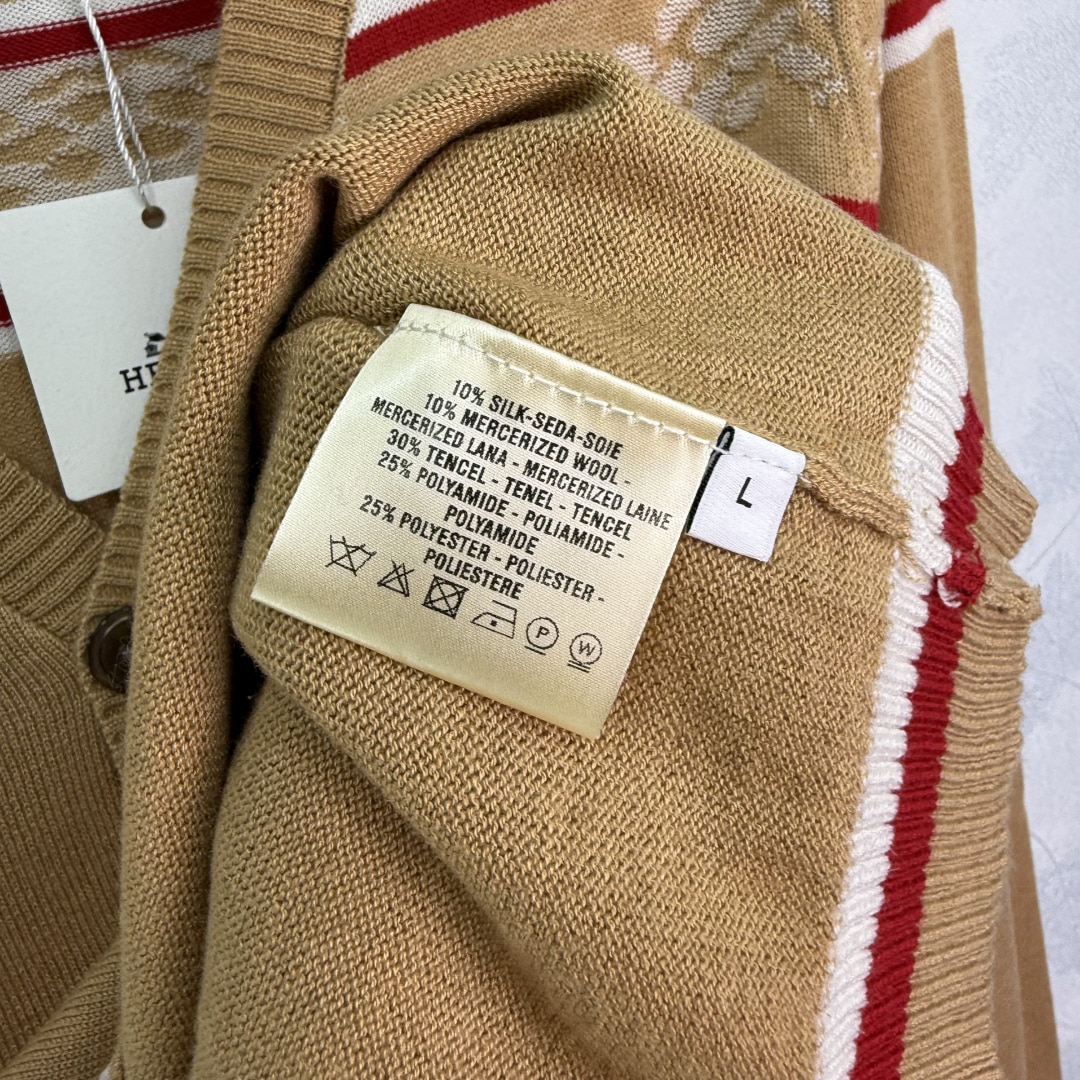 10% SILK-SEDA-SOIE
10% MERCERIZED WOOL -
MERCERIZED LANA - MERCERIZED LAINE
30% TENCEL - TENEL - TENCEL
25% POLYAMIDE - POLIAMIDE -
POLYAMIDE
25% POLYESTER - POLIESTER -
POLIESTERE
P
W
L